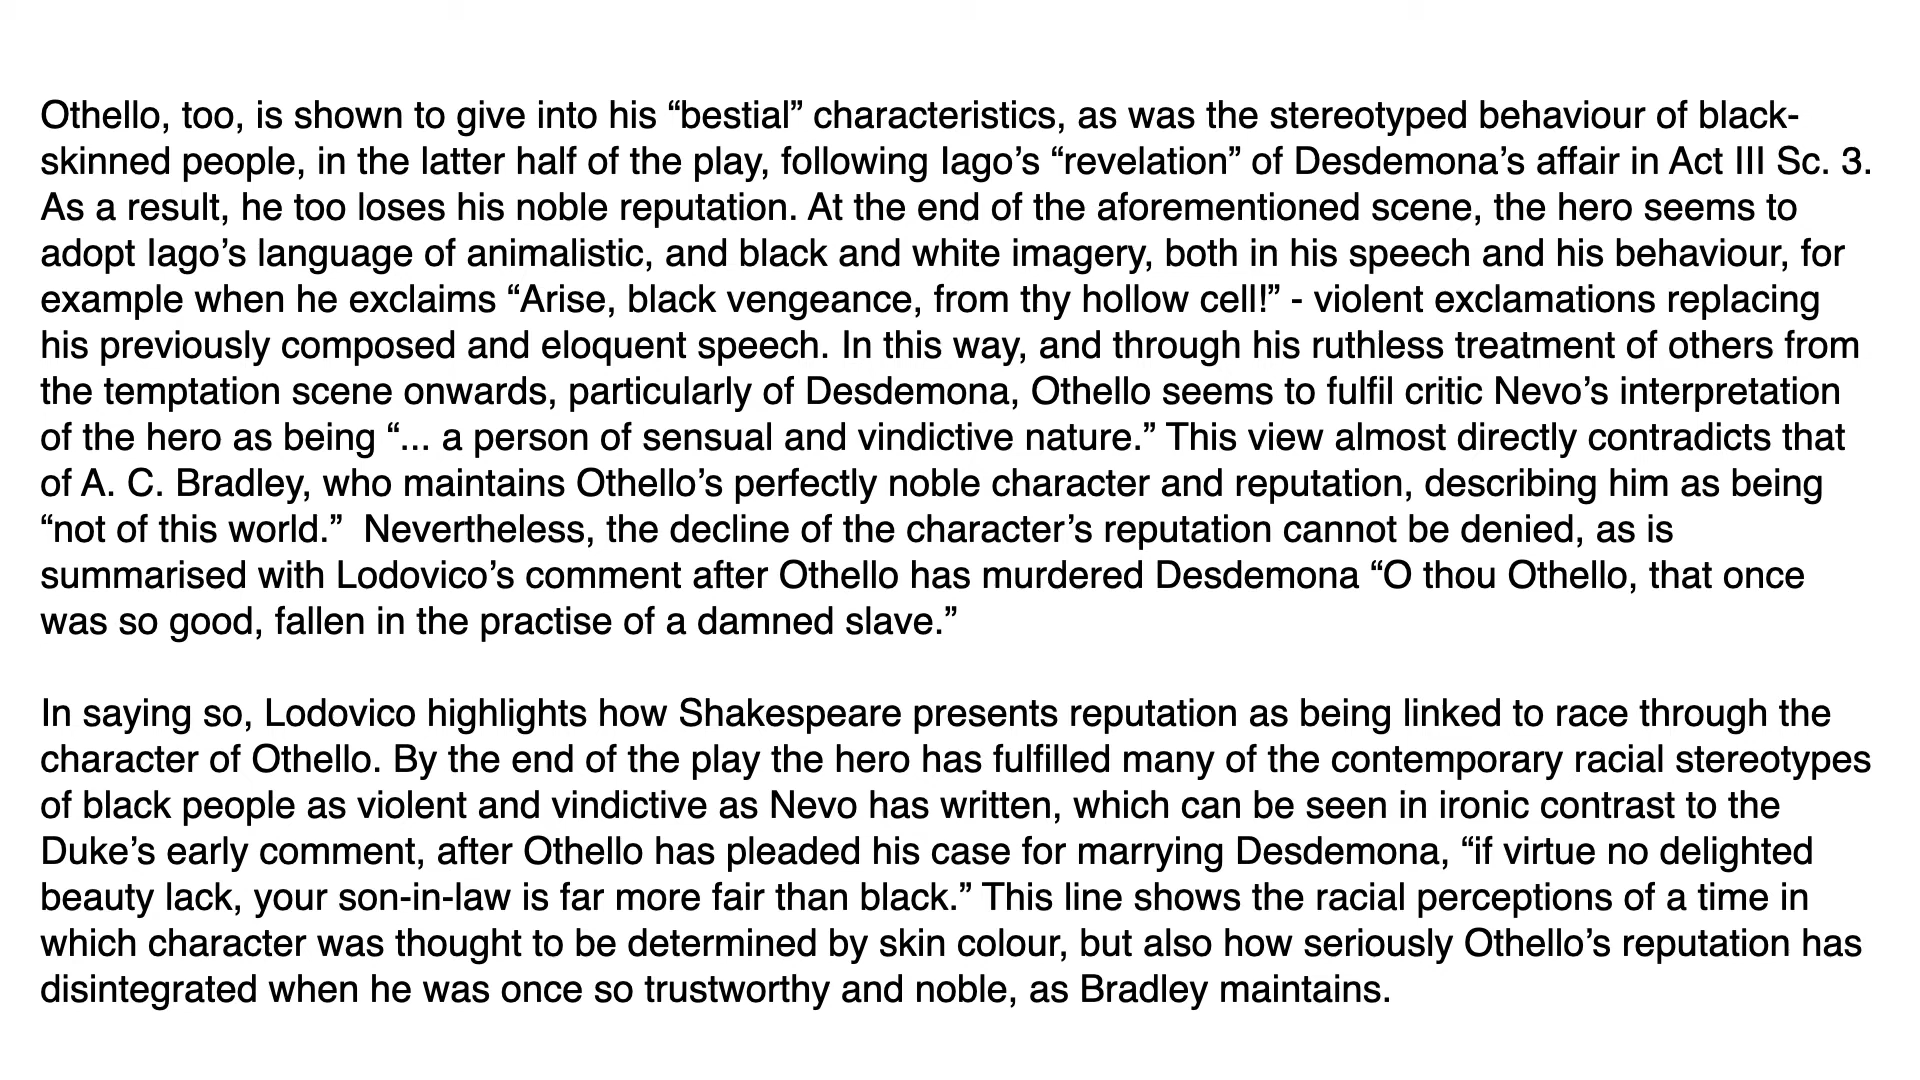 Othello, too, is shown to give into his “bestial” characteristics, as was the stereotyped behaviour of black-
skinned people, in the latter half of the play, following Iago’s “revelation” of Desdemona’s affair in Act III Sc. 3.
As a result, he too loses his noble reputation. At the end of the aforementioned scene, the hero seems to
adopt Iago’s language of animalistic, and black and white imagery, both in his speech and his behaviour, for
example when he exclaims “Arise, black vengeance, from thy hollow cell!” - violent exclamations replacing
his previously composed and eloquent speech. In this way, and through his ruthless treatment of others from
the temptation scene onwards, particularly of Desdemona, Othello seems to fulfil critic Nevo’s interpretation
of the hero as being “... a person of sensual and vindictive nature.” This view almost directly contradicts that
of A. C. Bradley, who maintains Othello’s perfectly noble character and reputation, describing him as being
“not of this world.”  Nevertheless, the decline of the character’s reputation cannot be denied, as is
summarised with Lodovico’s comment after Othello has murdered Desdemona “O thou Othello, that once
was so good, fallen in the practise of a damned slave.”
In saying so, Lodovico highlights how Shakespeare presents reputation as being linked to race through the
character of Othello. By the end of the play the hero has fulfilled many of the contemporary racial stereotypes
of black people as violent and vindictive as Nevo has written, which can be seen in ironic contrast to the
Duke’s early comment, after Othello has pleaded his case for marrying Desdemona, “if virtue no delighted
beauty lack, your son-in-law is far more fair than black.” This line shows the racial perceptions of a time in
which character was thought to be determined by skin colour, but also how seriously Othello’s reputation has
disintegrated when he was once so trustworthy and noble, as Bradley maintains.